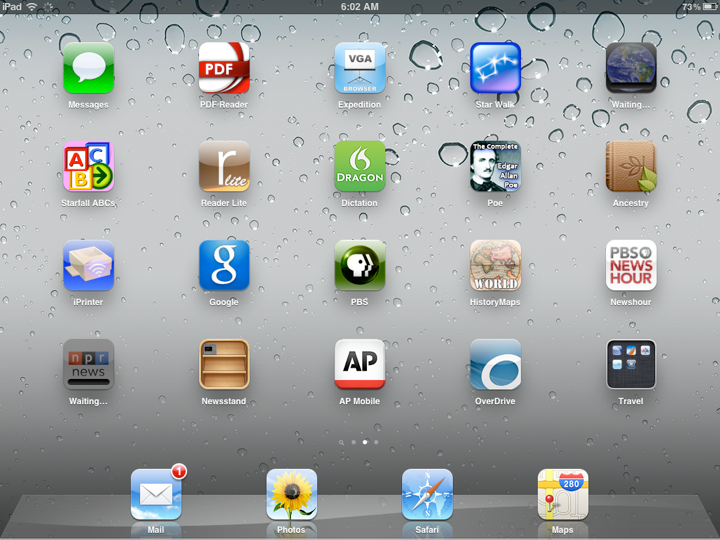 iPad 6:02 AM 73%
PDF VGA BROWSER
Messages PDF-Reader Expedition Star Walk Waiting...
ABC r lite DRAGON The Complete Edgar Allan Poe
Starfall ABCs Reader Lite Dictation Poe Ancestry
g WORLD PBS NEWS HOUR
iPrinter Google PBS HistoryMaps Newshour
npr news AP O
Waiting... Newsstand AP Mobile OverDrive Travel
1 280
Mail Photos Safari Maps